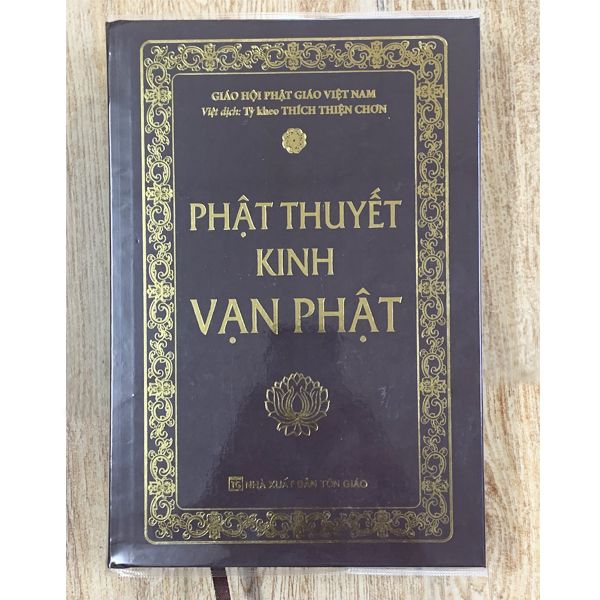 GIÁO HỘI PHẬT GIÁO VIỆT NAM
Việt dịch: Tỳ kheo THÍCH THIỆN CHƠN
PHẬT THUYẾT
KINH
VẠN PHẬT
TG NHÀ XUẤT BẢN TÔN GIÁO